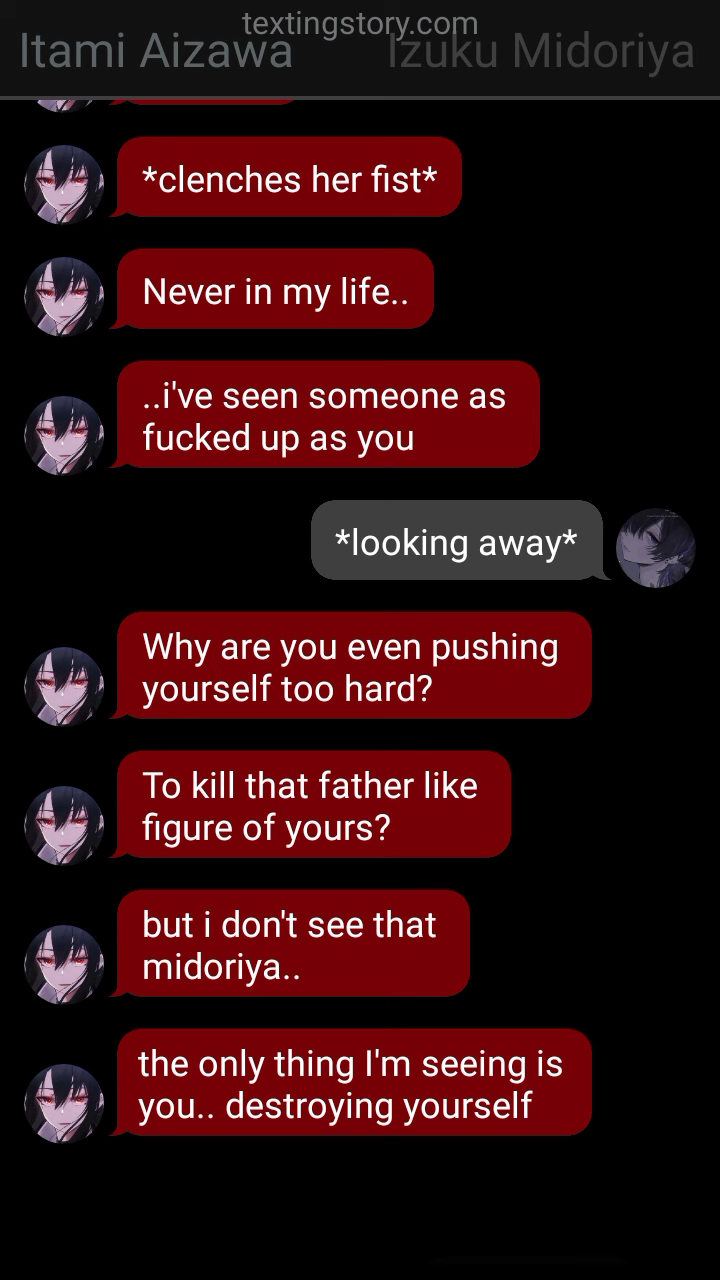 textingstory.com
Itami Aizawa Izuku Midoriya
*clenches her fist*
Never in my life..
..i've seen someone as
fucked up as you
*looking away*
Why are you even pushing
yourself too hard?
To kill that father like
figure of yours?
but i don't see that
midoriya..
the only thing I'm seeing is
you.. destroying yourself